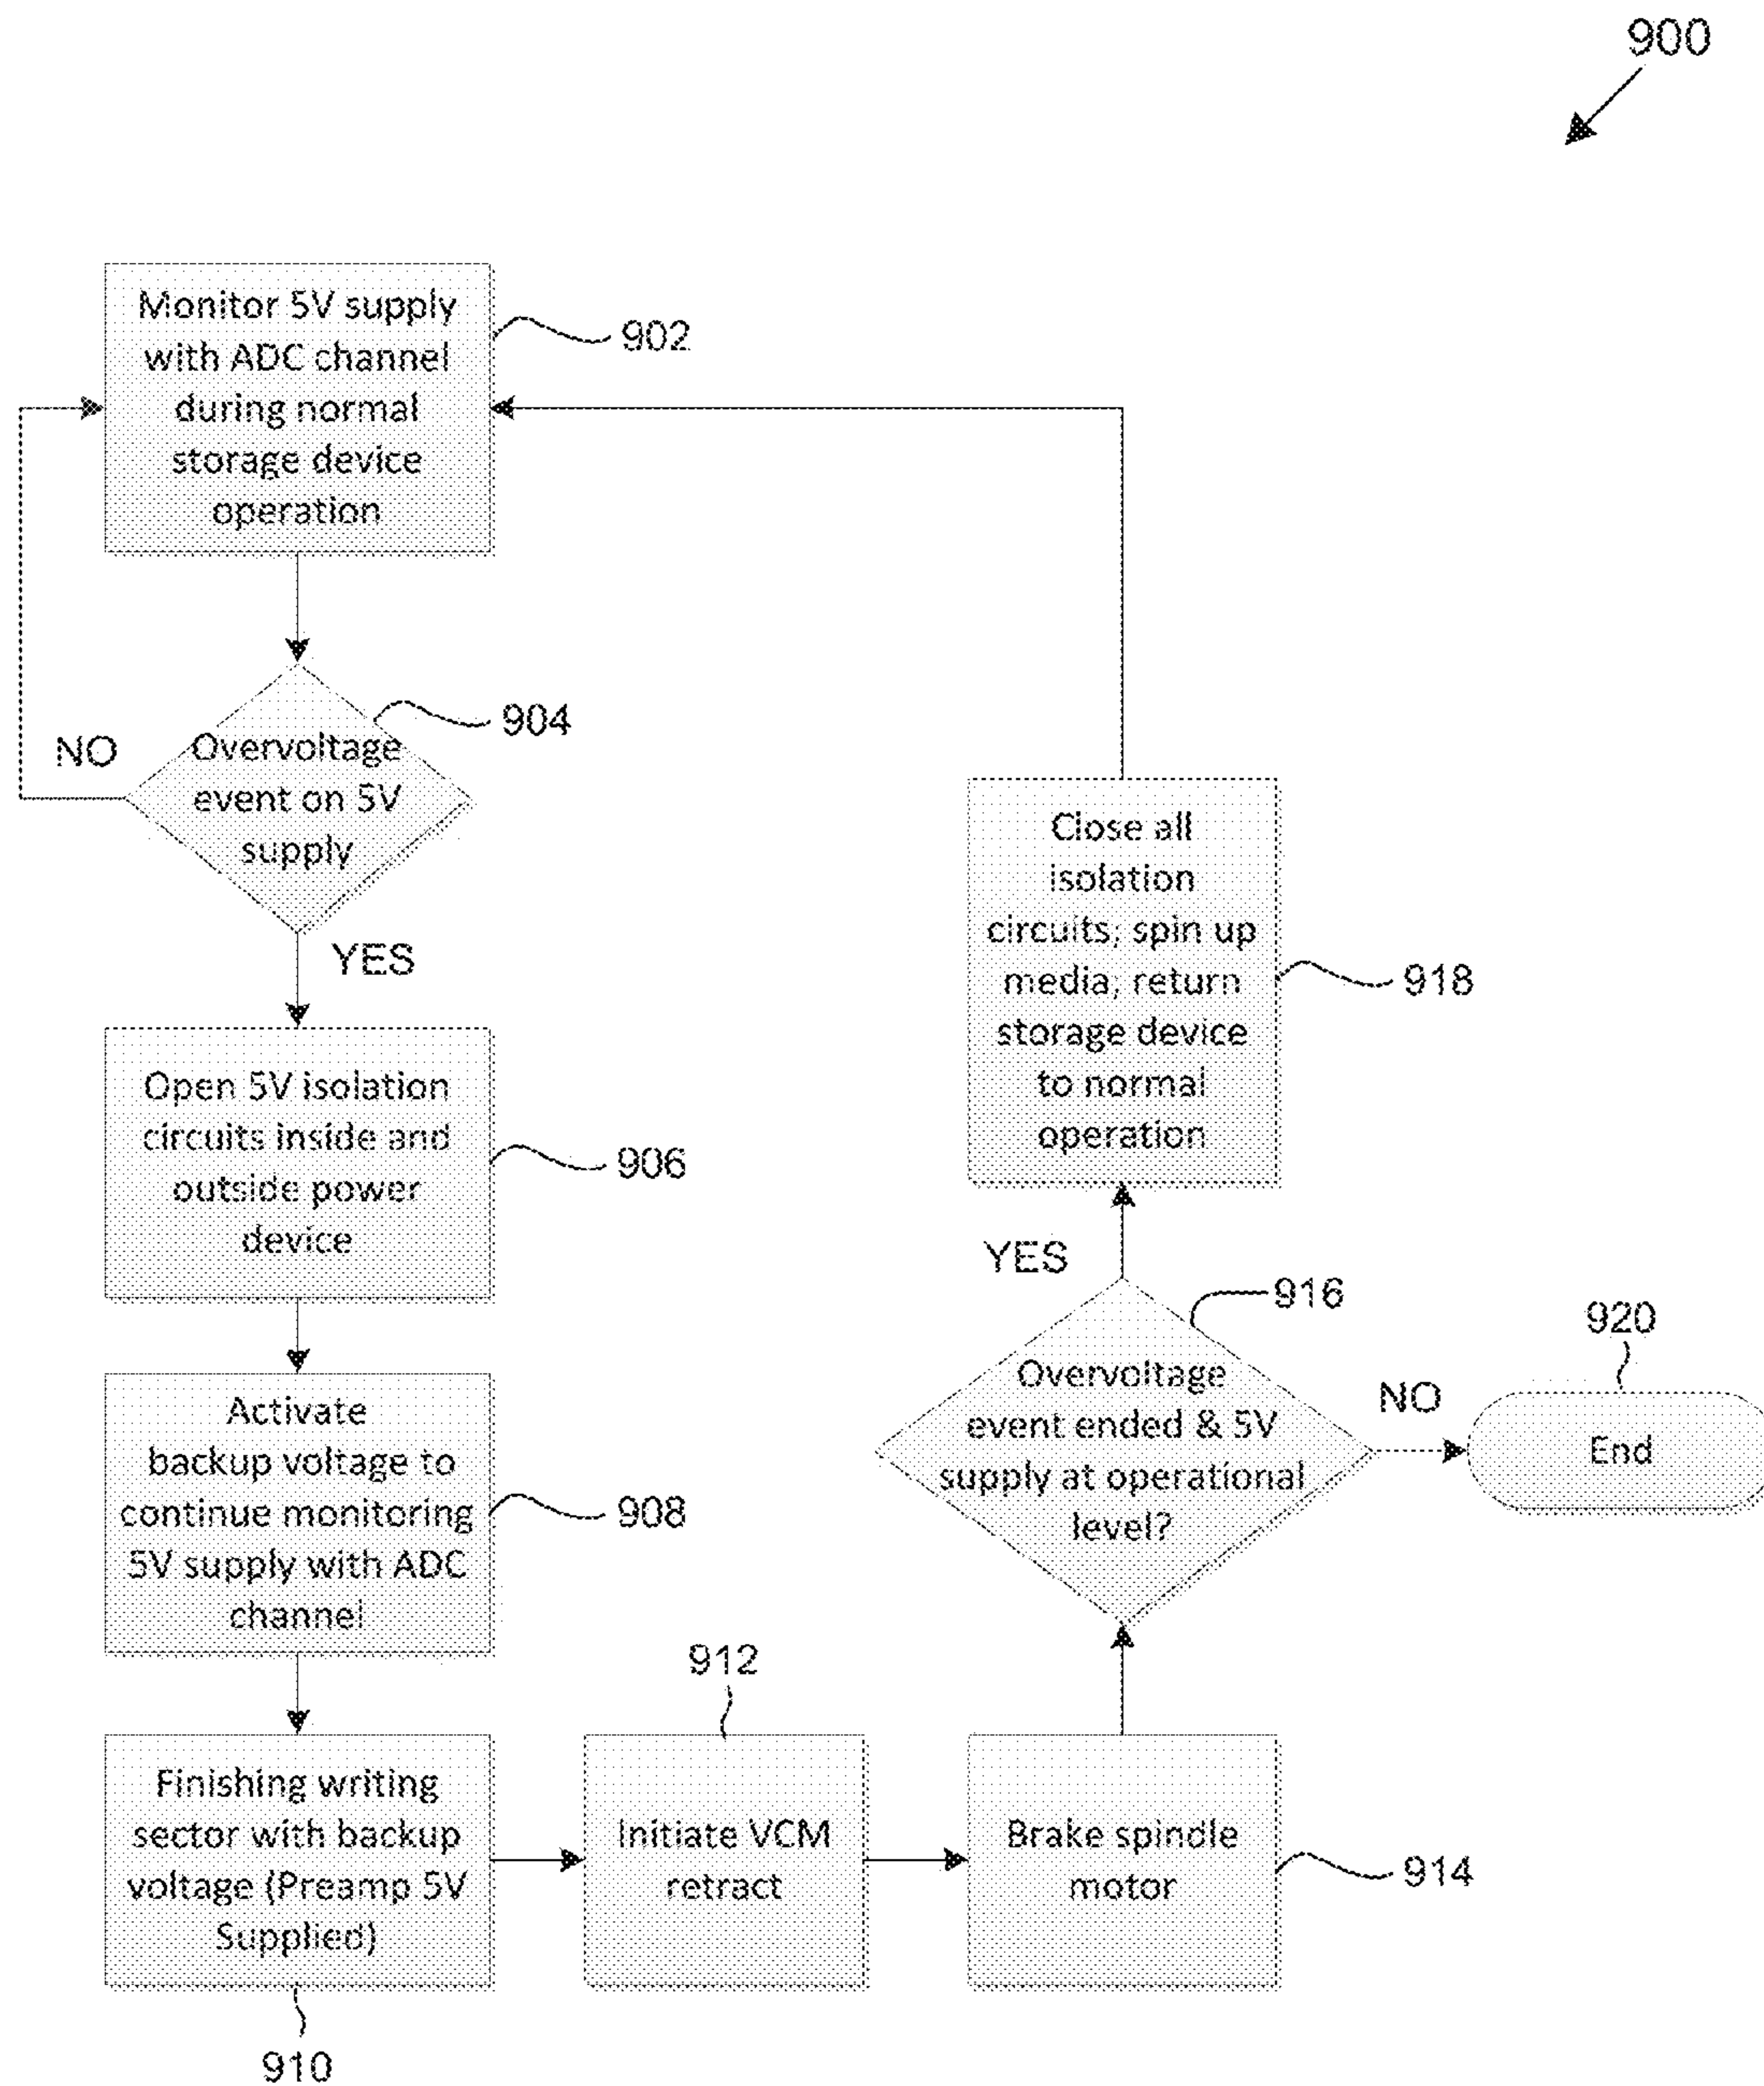 900
Monitor 5V supply
with ADC channel
during normal
storage device
operation
902
904
NO
Overvoltage
event on 5V
supply
YES
Open 5V isolation
circuits inside and
outside power
device
906
Activate
backup voltage to
continue monitoring
5V supply with ADC
channel
908
Finishing writing
sector with backup
voltage (Preamp 5V
Supplied)
910
912
Initiate VCM
retract
Brake spindle
motor
914
916
Overvoltage
event ended & 5V
supply at operational
level?
YES
NO
920
End
Close all
isolation
circuits, spin up
media, return
storage device
to normal
operation
918